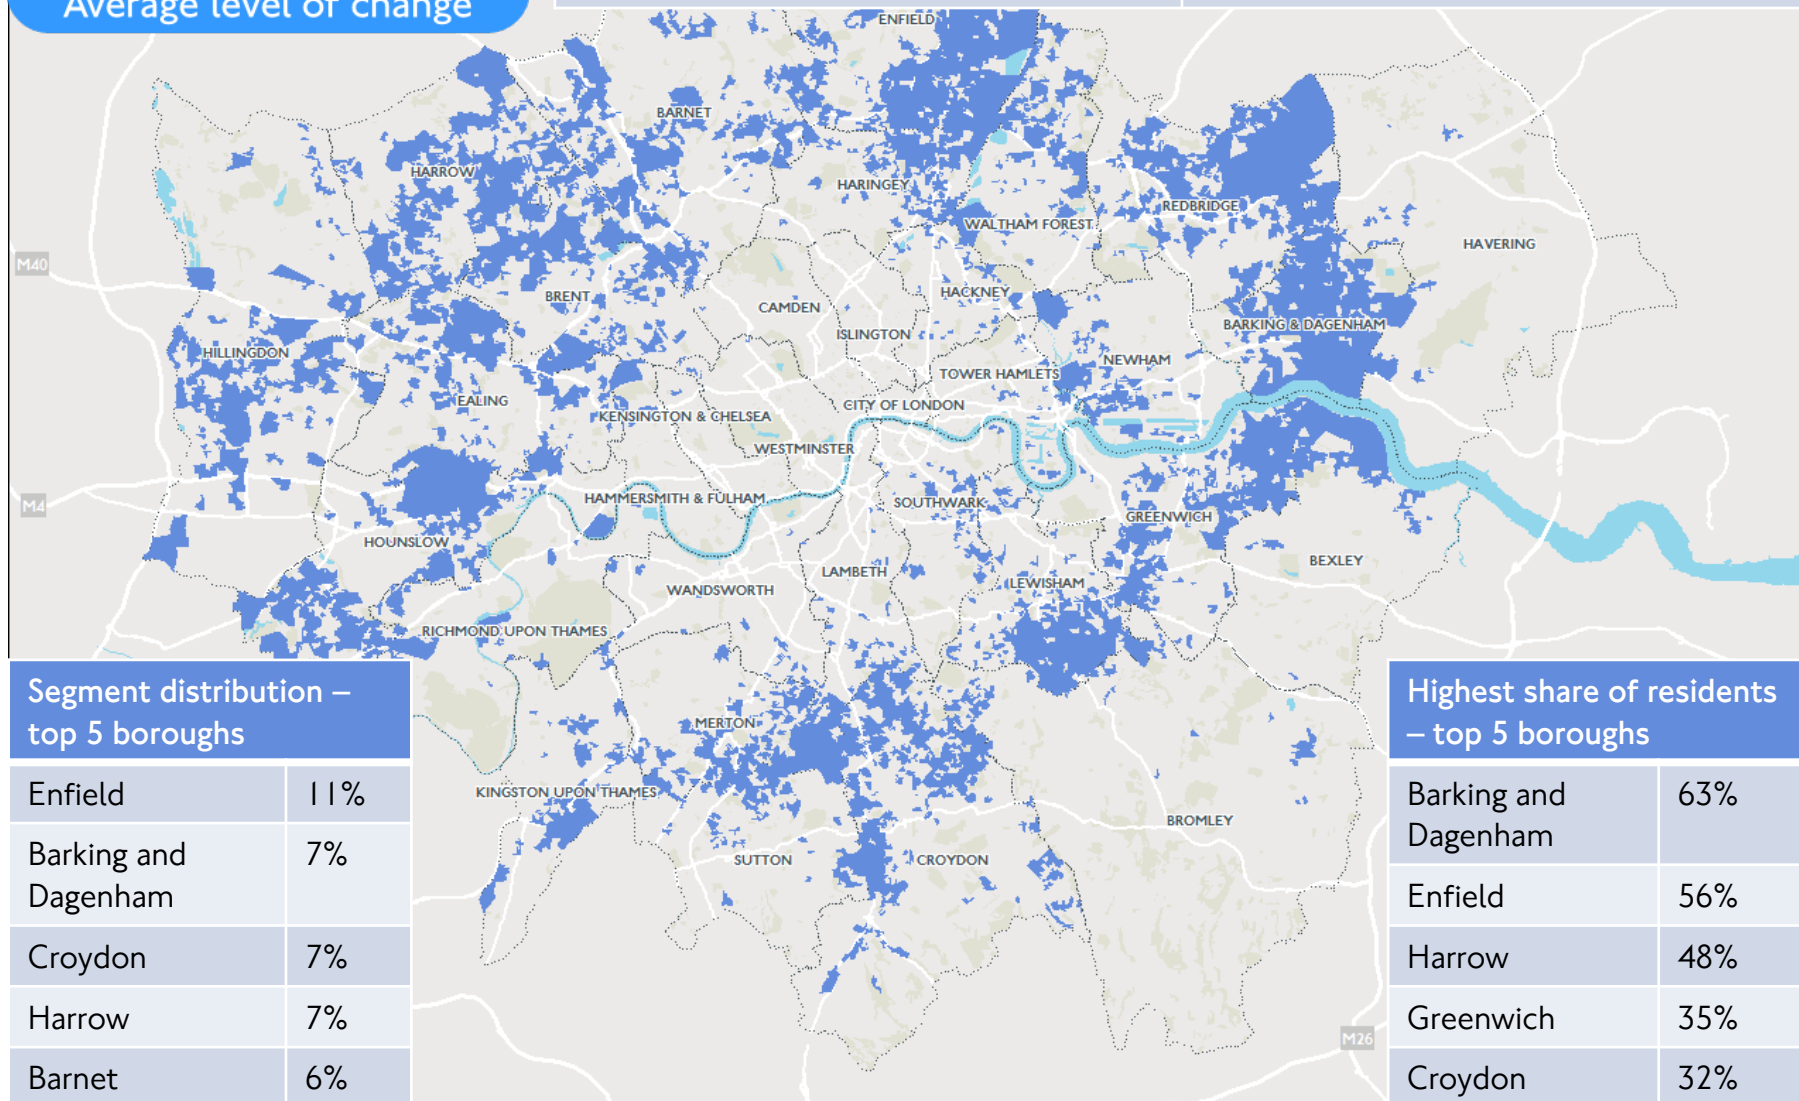 Average level of change
ENFIELD
BARNET
HARROW
HARINGEY
WALTHAM FOREST
REDBRIDGE
HAVERING
M40
BRENT
CAMDEN
HACKNEY
ISLINGTON
BARKING & DAGENHAM
HILLINGDON
NEWHAM
TOWER HAMLETS
EALING
KENSINGTON & CHELSEA
CITY OF LONDON
WESTMINSTER
M4
HAMMERSMITH & FULHAM
SOUTHWARK
GREENWICH
HOUNSLOW
BEXLEY
LAMBETH
LEWISHAM
WANDSWORTH
RICHMOND UPON THAMES
MERTON
KINGSTON UPON THAMES
BROMLEY
SUTTON
CROYDON
M26
Segment distribution –
top 5 boroughs
Enfield 11%
Barking and 7%
Dagenham
Croydon 7%
Harrow 7%
Barnet 6%
Highest share of residents
– top 5 boroughs
Barking and 63%
Dagenham
Enfield 56%
Harrow 48%
Greenwich 35%
Croydon 32%